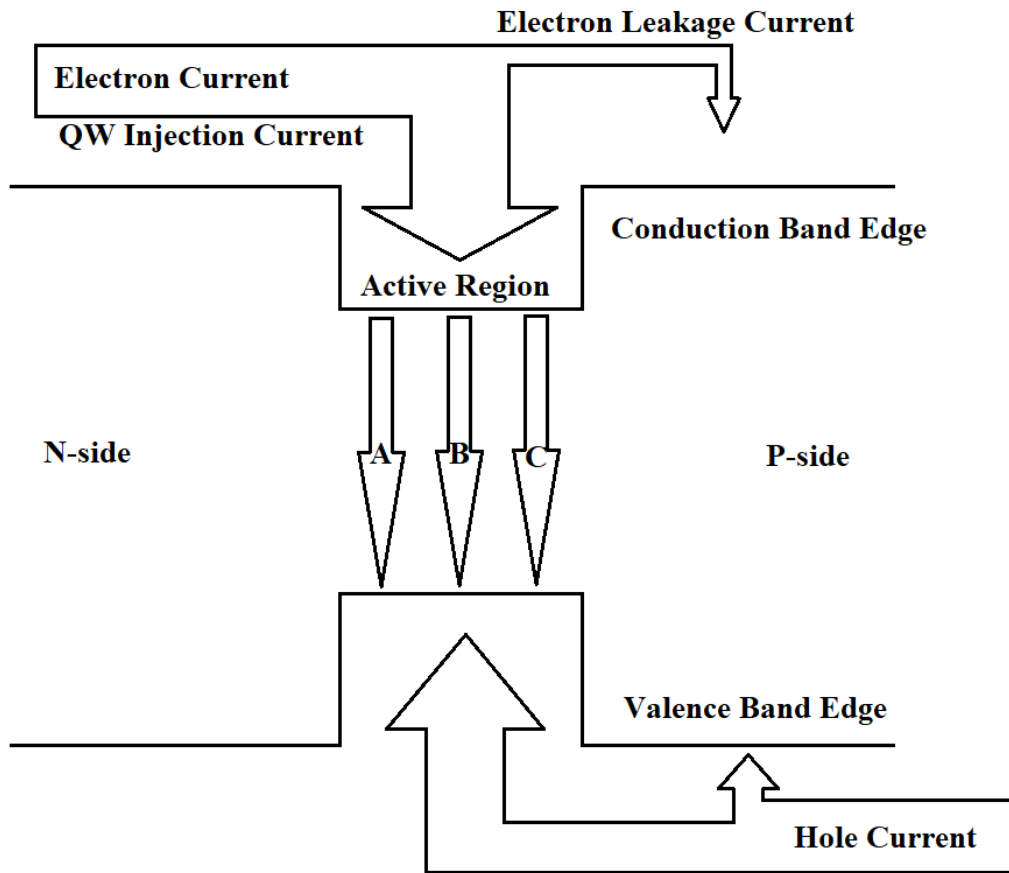 Electron Leakage Current
Electron Current
QW Injection Current
Conduction Band Edge
Active Region
N-side
A
B
C
P-side
Valence Band Edge
Hole Current